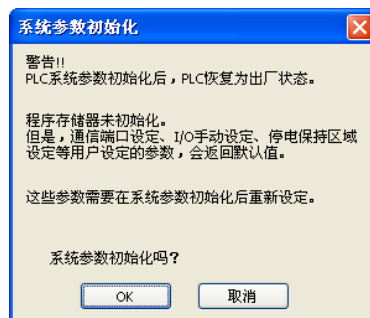 系统参数初始化
警告!!
PLC系统参数初始化后，PLC恢复为出厂状态。
程序存储器未初始化。
但是，通信端口设定、I/O手动设定、停电保持区域
设定等用户设定的参数，会返回默认值。
这些参数需要在系统参数初始化后重新设定。
系统参数初始化吗?
OK
取消